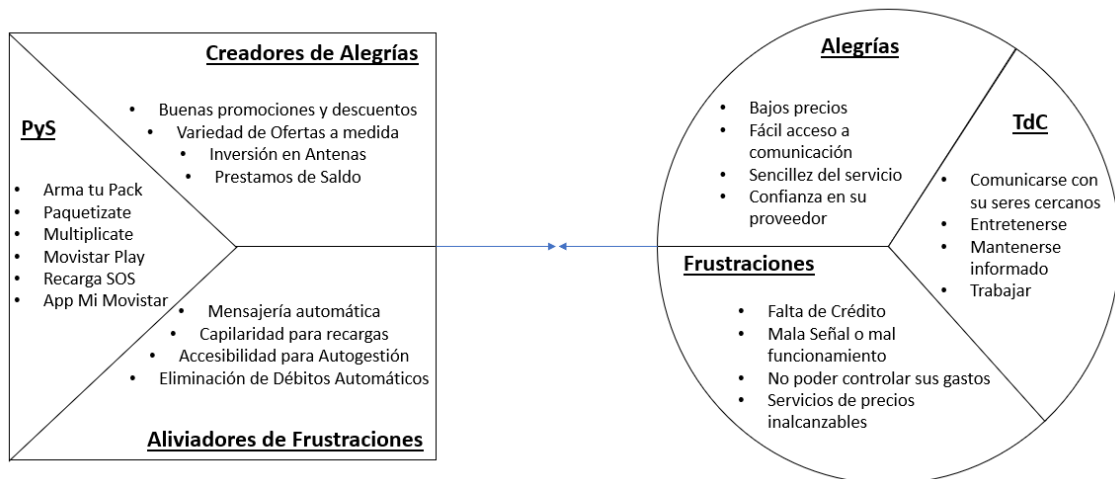 Creadores de Alegrías
• Buenas promociones y descuentos
• Variedad de Ofertas a medida
• Inversión en Antenas
• Prestamos de Saldo
PyS
• Arma tu Pack
• Paquetizate
• Multiplicate
• Movistar Play
• Recarga SOS
• App Mi Movistar
• Mensajería automática
• Capilaridad para recargas
• Accesibilidad para Autogestión
• Eliminación de Débitos Automáticos
Aliviadores de Frustraciones
Alegrías
• Bajos precios
• Fácil acceso a
comunicación
• Sencillez del servicio
• Confianza en su
proveedor
TdC
• Comunicarse con
su seres cercanos
• Entretenerse
• Mantenerse
informado
• Trabajar
Frustraciones
• Falta de Crédito
• Mala Señal o mal
funcionamiento
• No poder controlar sus gastos
• Servicios de precios
inalcanzables